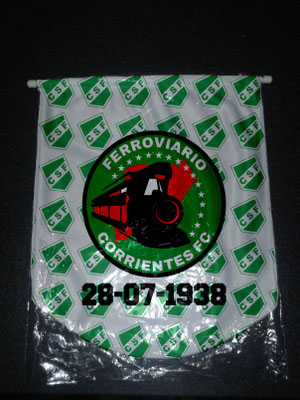 FERROVIARIO
CORRIENTES FC
28-07-1938
C.S.F.